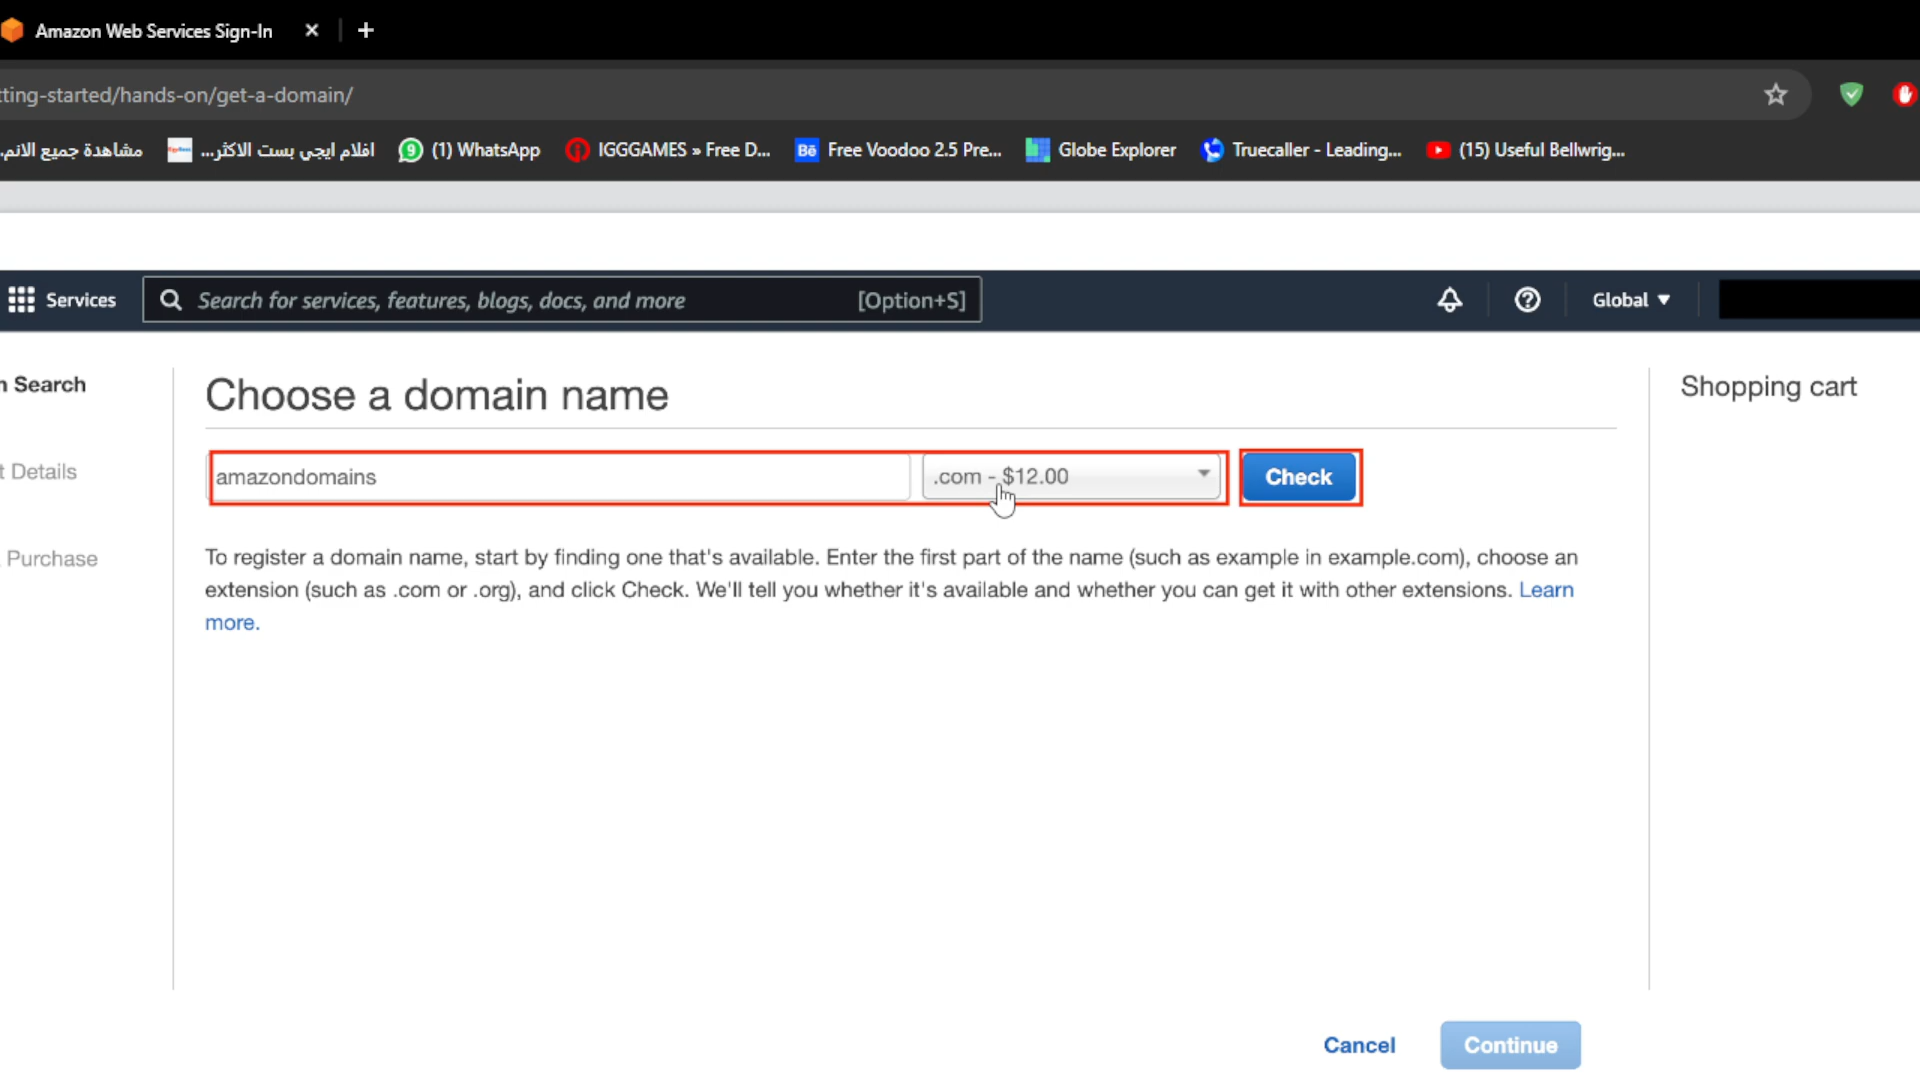 Amazon Web Services Sign-In
ting-started/hands-on/get-a-domain/
مشاهدة جميع الانم...
افلام ايجي بست الاكثر...
(1) WhatsApp
IGGGAMES » Free D...
Bē Free Voodoo 2.5 Pre...
Globe Explorer
Truecaller - Leading...
(15) Useful Bellwrig...
Services
Search for services, features, blogs, docs, and more [Option+S]
Global
n Search
t Details
Purchase
Choose a domain name
Shopping cart
amazondomains
.com - $12.00
Check
To register a domain name, start by finding one that's available. Enter the first part of the name (such as example in example.com), choose an
extension (such as .com or .org), and click Check. We'll tell you whether it's available and whether you can get it with other extensions. Learn
more.
Cancel
Continue